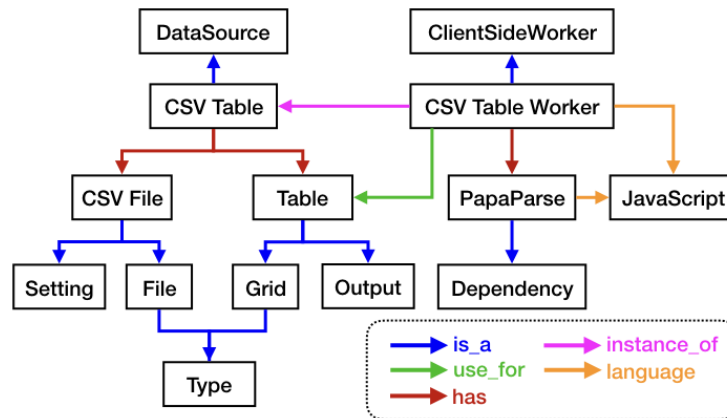 DataSource
ClientSideWorker
CSV Table
CSV Table Worker
CSV File
Table
PapaParse
JavaScript
Setting
File
Grid
Output
Dependency
Type
is_a
instance_of
use_for
language
has